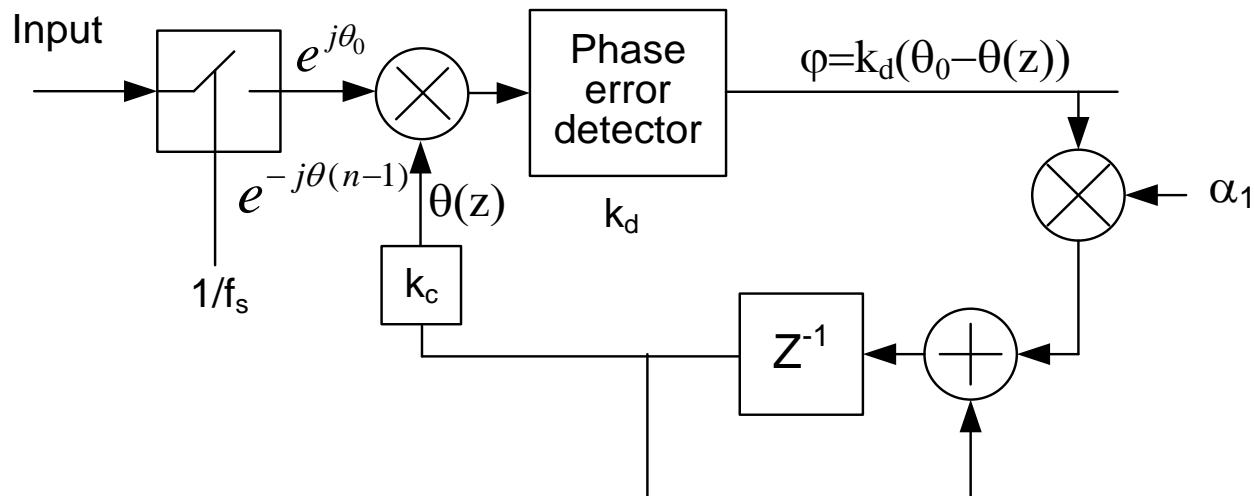 Input
e^{jθ₀}
Phase
error
detector
φ=k_d(θ₀−θ(z))
e^{−jθ(n−1)}
θ(z)
k_d
α₁
1/f_s
k_c
Z⁻¹